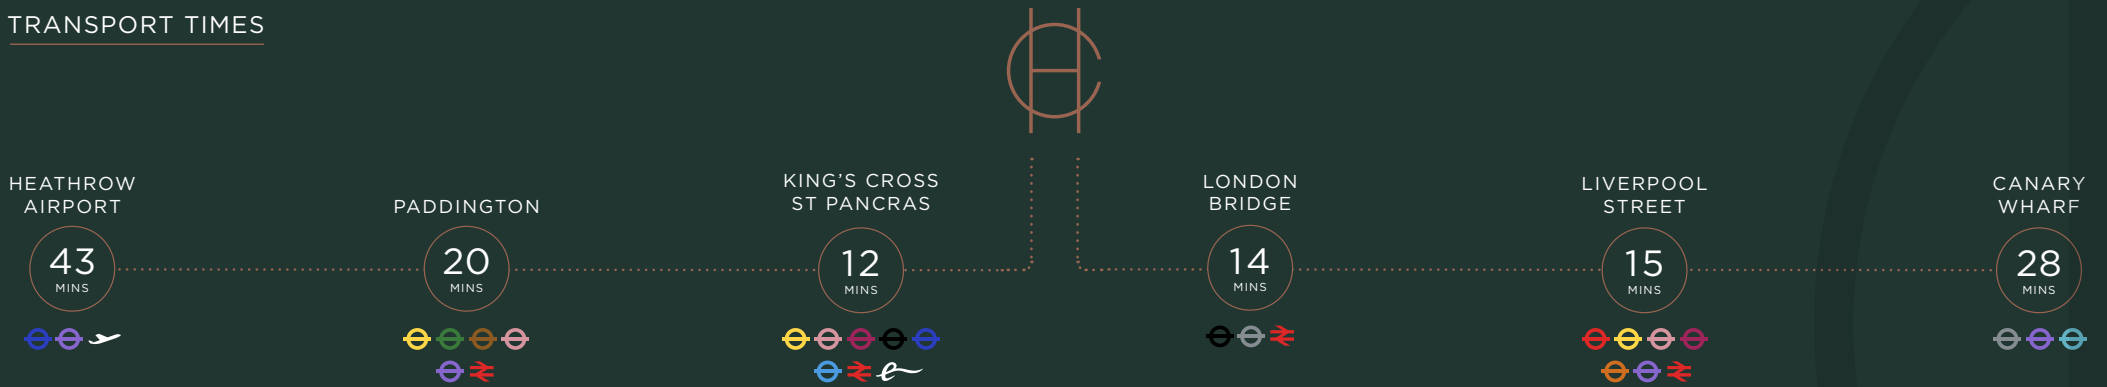 TRANSPORT TIMES
HEATHROW
AIRPORT
43
MINS
PADDINGTON
20
MINS
KING'S CROSS
ST PANCRAS
12
MINS
LONDON
BRIDGE
14
MINS
LIVERPOOL
STREET
15
MINS
CANARY
WHARF
28
MINS